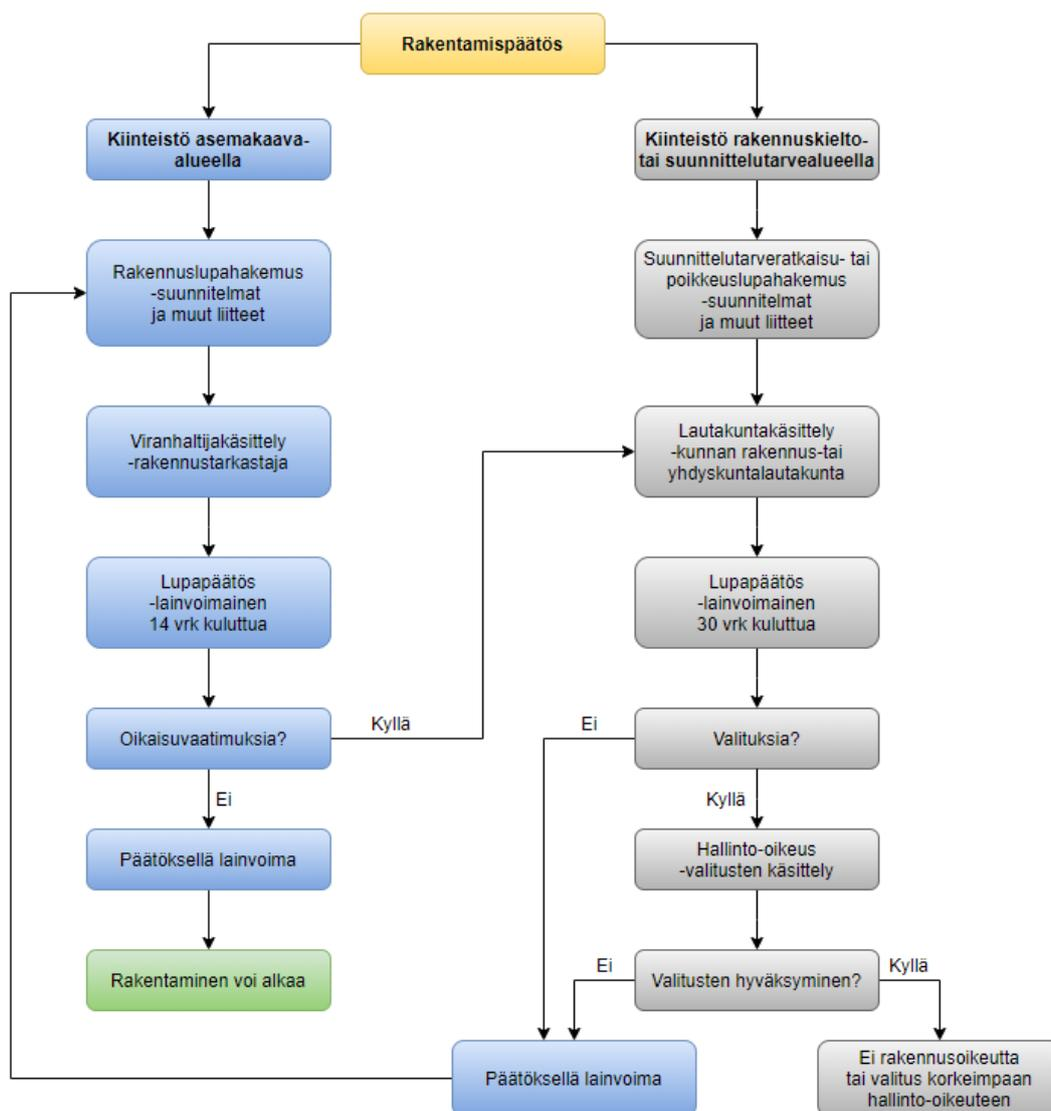 Rakentamispäätös
Kiinteistö asemakaava-
alueella
Kiinteistö rakennuskielto-
tai suunnittelutarvealueella
Rakennuslupahakemus
-suunnitelmat
ja muut liitteet
Suunnittelutarveratkaisu- tai
poikkeuslupahakemus
-suunnitelmat
ja muut liitteet
Viranhaltijakäsittely
-rakennustarkastaja
Lautakuntakäsittely
-kunnan rakennus-tai
yhdyskuntalautakunta
Lupapäätös
-lainvoimainen
14 vrk kuluttua
Lupapäätös
-lainvoimainen
30 vrk kuluttua
Oikaisuvaatimuksia?
Kyllä
Ei
Valituksia?
Ei
Kyllä
Päätöksellä lainvoima
Hallinto-oikeus
-valitusten käsittely
Rakentaminen voi alkaa
Ei
Valitusten hyväksyminen?
Kyllä
Päätöksellä lainvoima
Ei rakennusoikeutta
tai valitus korkeimpaan
hallinto-oikeuteen